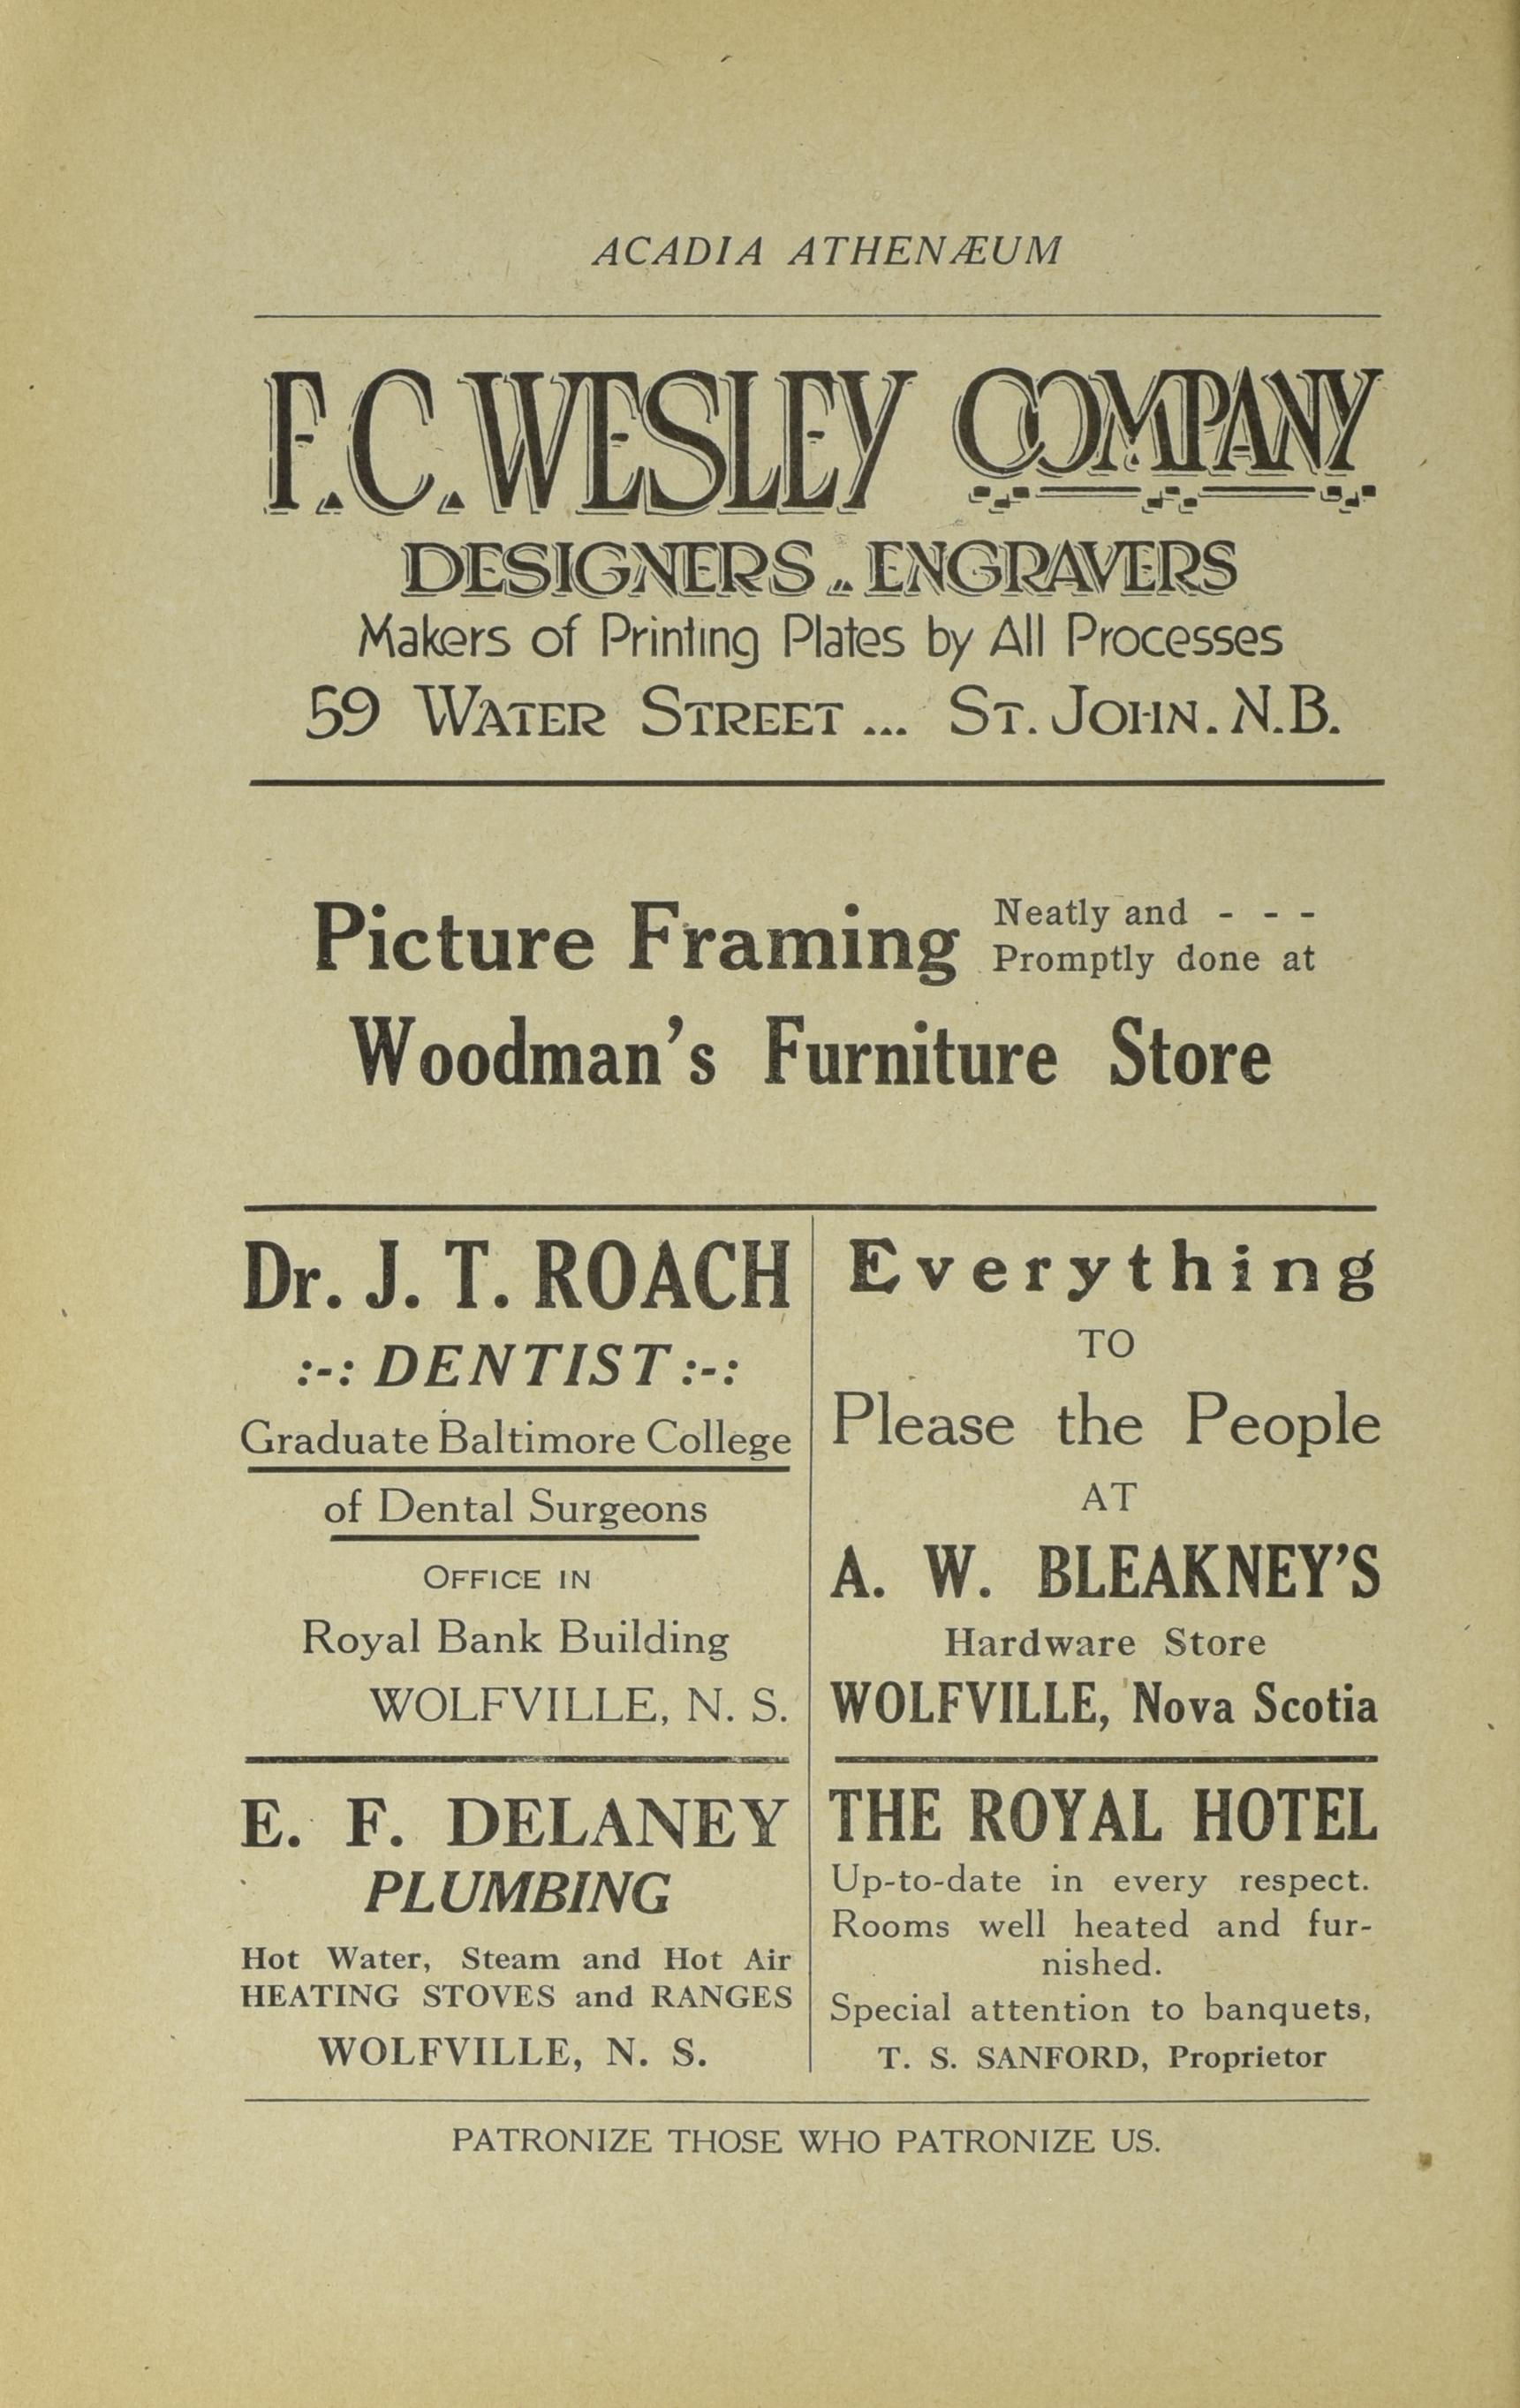 ACADIA ATHENÆUM
F. C. WESLEY COMPANY
DESIGNERS .. ENGRAVERS
Makers of Printing Plates by All Processes
59 WATER STREET ... ST. JOHN. N.B.
Picture Framing
Neatly and - - -
Promptly done at
Woodman's Furniture Store
Dr. J. T. ROACH
:-: DENTIST :-:
Graduate Baltimore College
of Dental Surgeons
OFFICE IN
Royal Bank Building
WOLFVILLE, N. S.
Everything
TO
Please the People
AT
A. W. BLEAKNEY'S
Hardware Store
WOLFVILLE, Nova Scotia
E. F. DELANEY
PLUMBING
Hot Water, Steam and Hot Air
HEATING STOVES and RANGES
WOLFVILLE, N. S.
THE ROYAL HOTEL
Up-to-date in every respect.
Rooms well heated and fur-
nished.
Special attention to banquets,
T. S. SANFORD, Proprietor
PATRONIZE THOSE WHO PATRONIZE US.